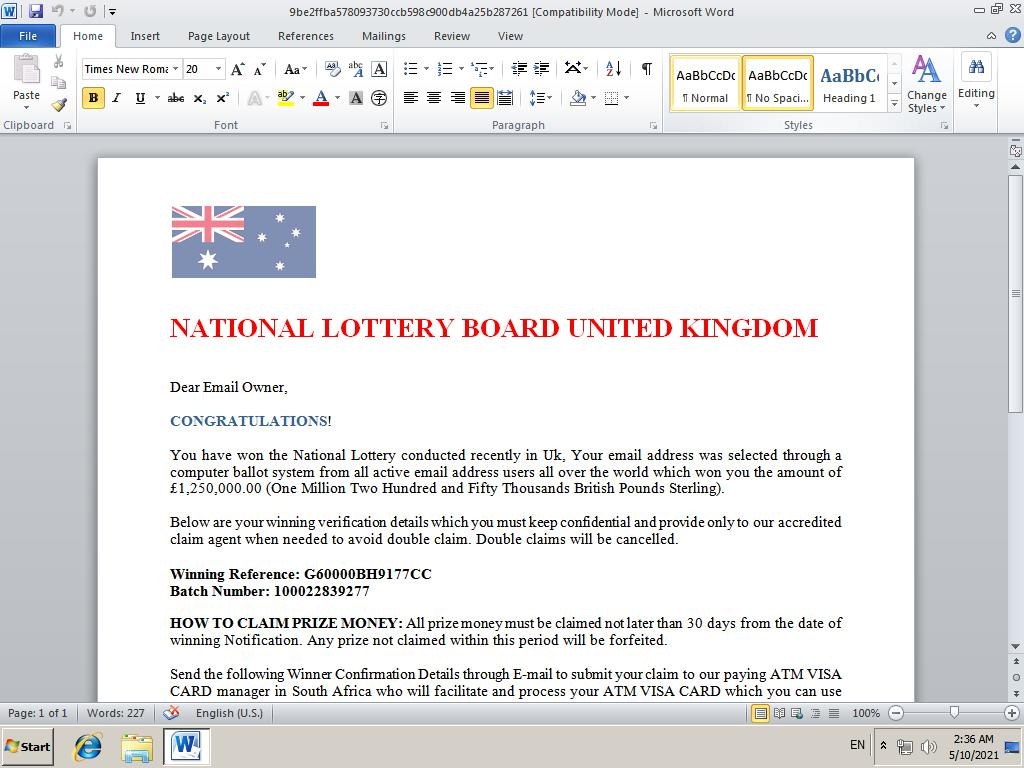 9be2ffba578093730ccb598c900db4a25b287261 [Compatibility Mode] - Microsoft Word
File Home Insert Page Layout References Mailings Review View
Times New Roma 20 Aa
Paste
B I U abc X₂ X²
AaBbCcDc AaBbCcDc AaBbC
¶ Normal ¶ No Spaci... Heading 1
Change
Styles
Editing
Clipboard Font Paragraph Styles
NATIONAL LOTTERY BOARD UNITED KINGDOM
Dear Email Owner,
CONGRATULATIONS!
You have won the National Lottery conducted recently in Uk, Your email address was selected through a
computer ballot system from all active email address users all over the world which won you the amount of
£1,250,000.00 (One Million Two Hundred and Fifty Thousands British Pounds Sterling).
Below are your winning verification details which you must keep confidential and provide only to our accredited
claim agent when needed to avoid double claim. Double claims will be cancelled.
Winning Reference: G60000BH9177CC
Batch Number: 100022839277
HOW TO CLAIM PRIZE MONEY: All prize money must be claimed not later than 30 days from the date of
winning Notification. Any prize not claimed within this period will be forfeited.
Send the following Winner Confirmation Details through E-mail to submit your claim to our paying ATM VISA
CARD manager in South Africa who will facilitate and process your ATM VISA CARD which you can use
Page: 1 of 1 Words: 227 English (U.S.) 100%
Start EN 2:36 AM
5/10/2021